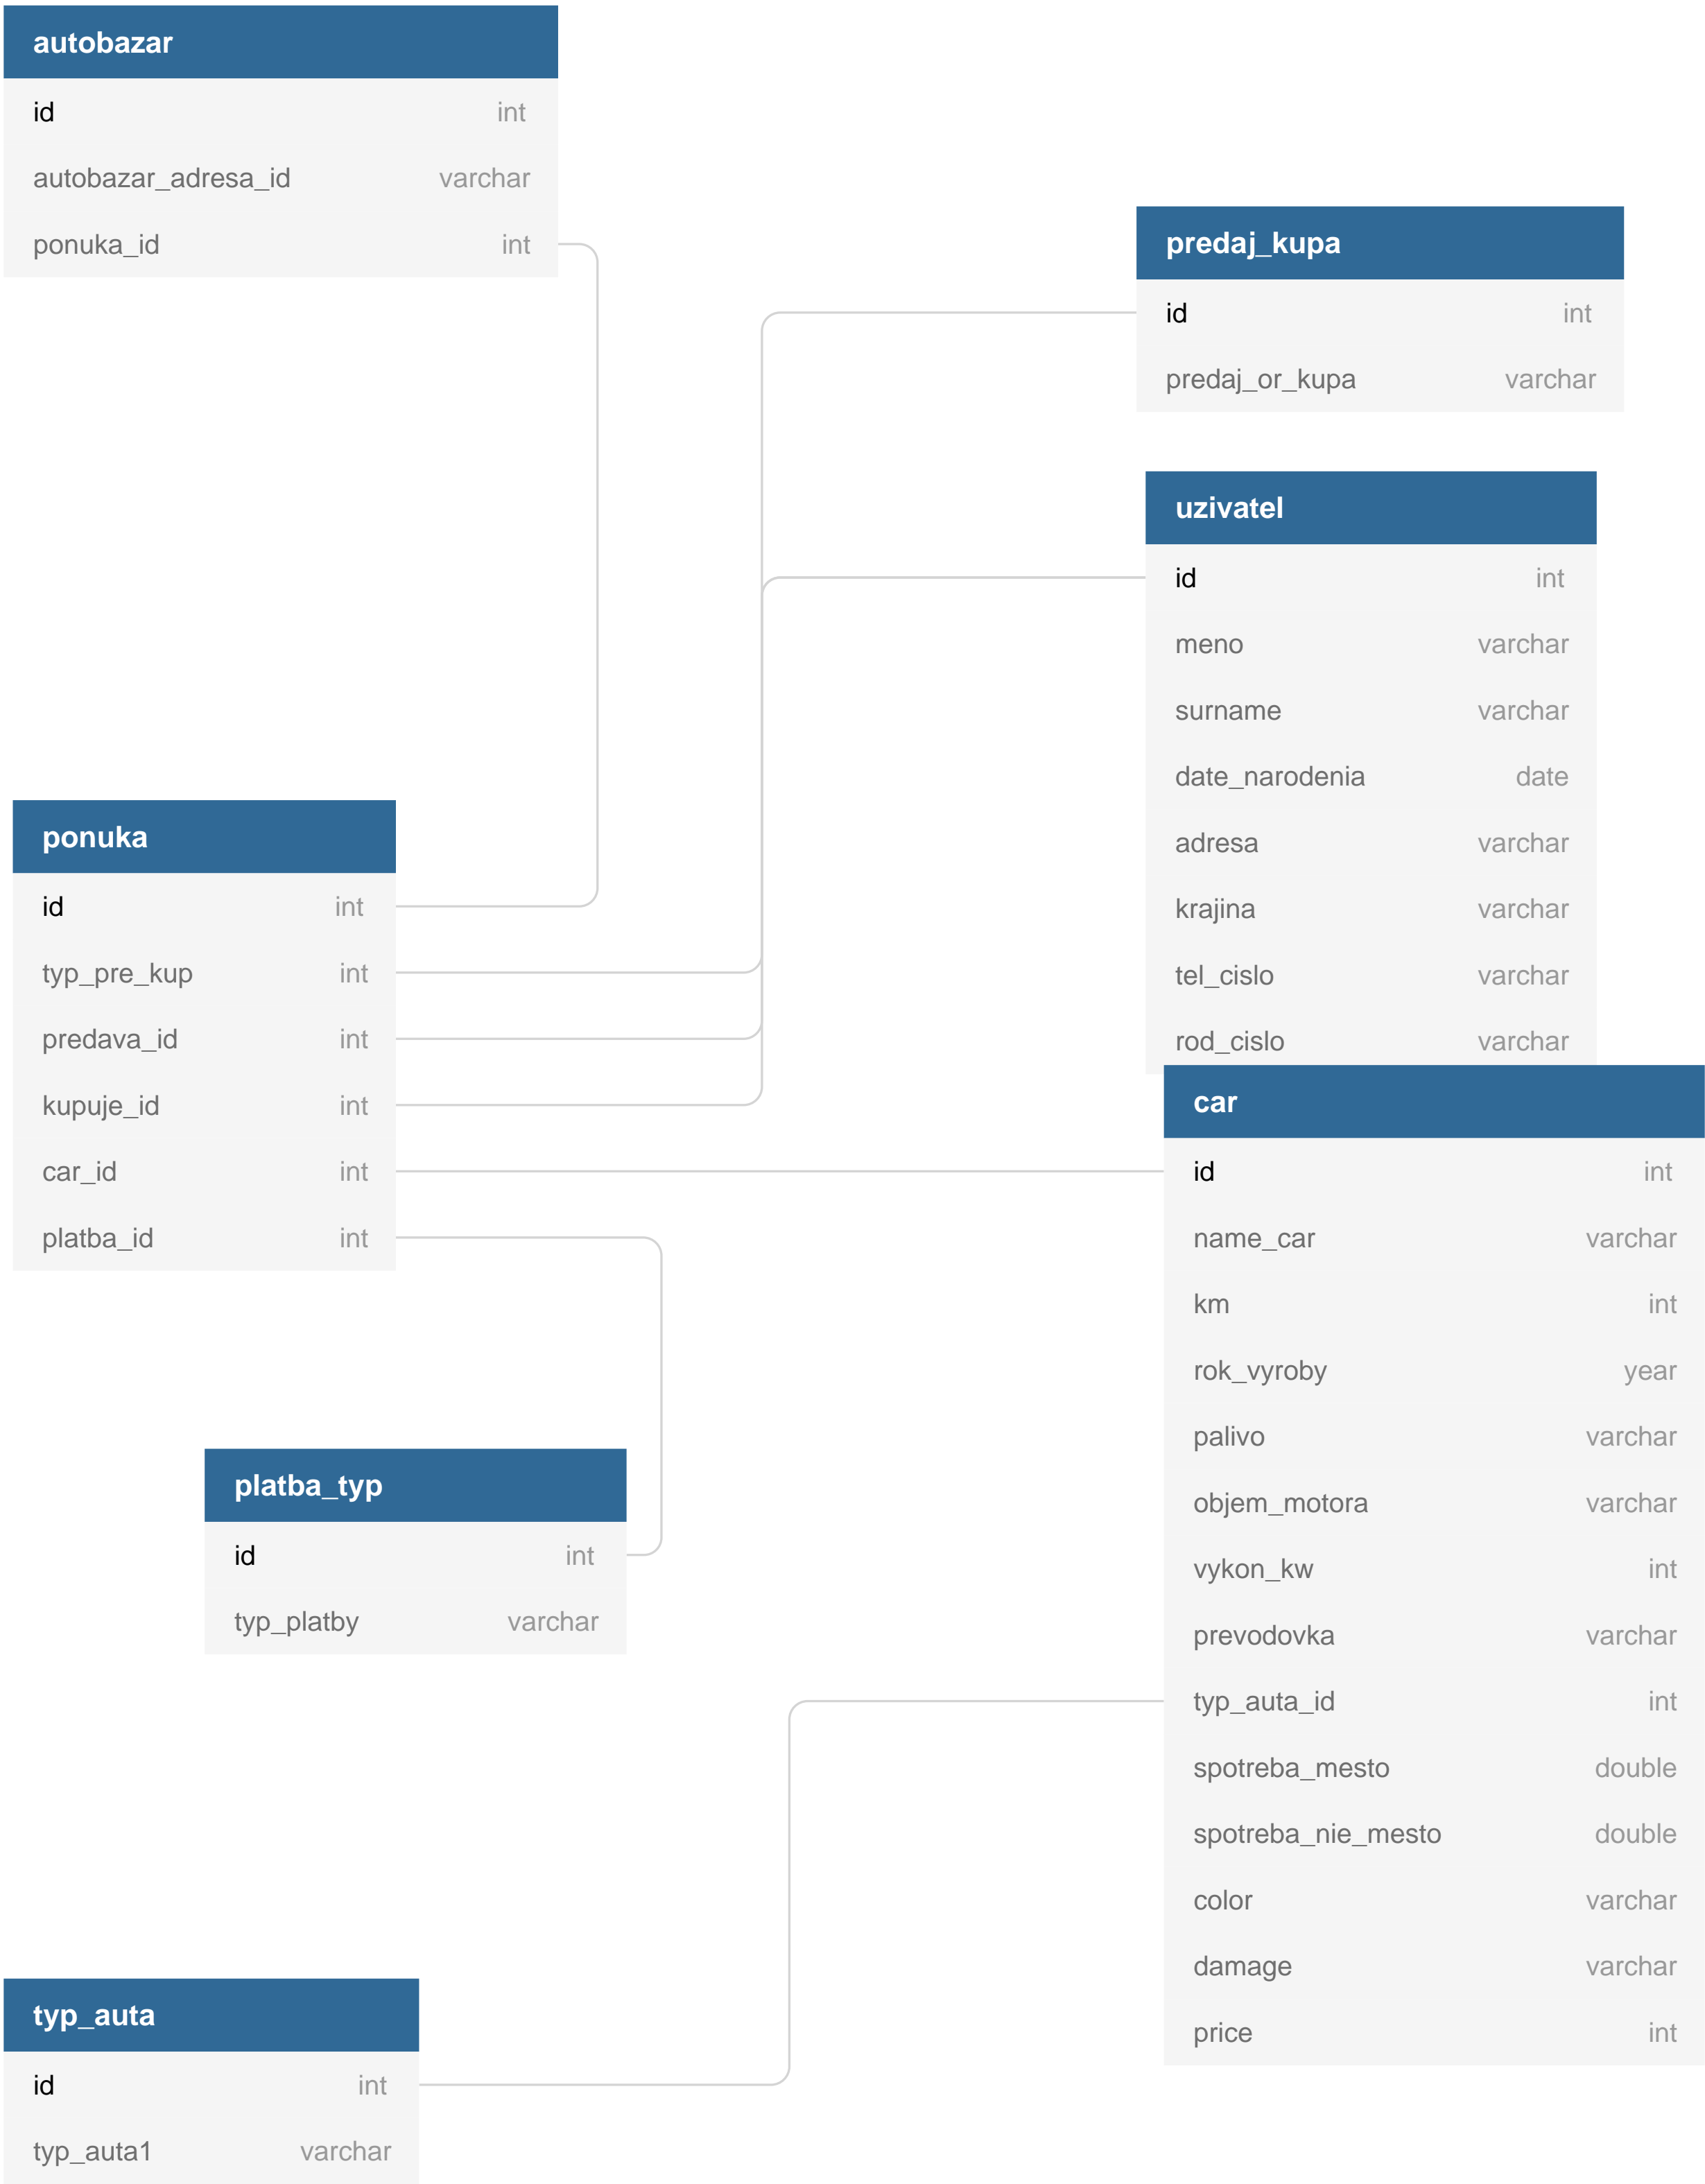 autobazar
id int
autobazar_adresa_id varchar
ponuka_id int
predaj_kupa
id int
predaj_or_kupa varchar
uzivatel
id int
meno varchar
surname varchar
date_narodenia date
adresa varchar
krajina varchar
tel_cislo varchar
rod_cislo varchar
ponuka
id int
typ_pre_kup int
predava_id int
kupuje_id int
car_id int
platba_id int
car
id int
name_car varchar
km int
rok_vyroby year
palivo varchar
objem_motora varchar
vykon_kw int
prevodovka varchar
typ_auta_id int
spotreba_mesto double
spotreba_nie_mesto double
color varchar
damage varchar
price int
platba_typ
id int
typ_platby varchar
typ_auta
id int
typ_auta1 varchar